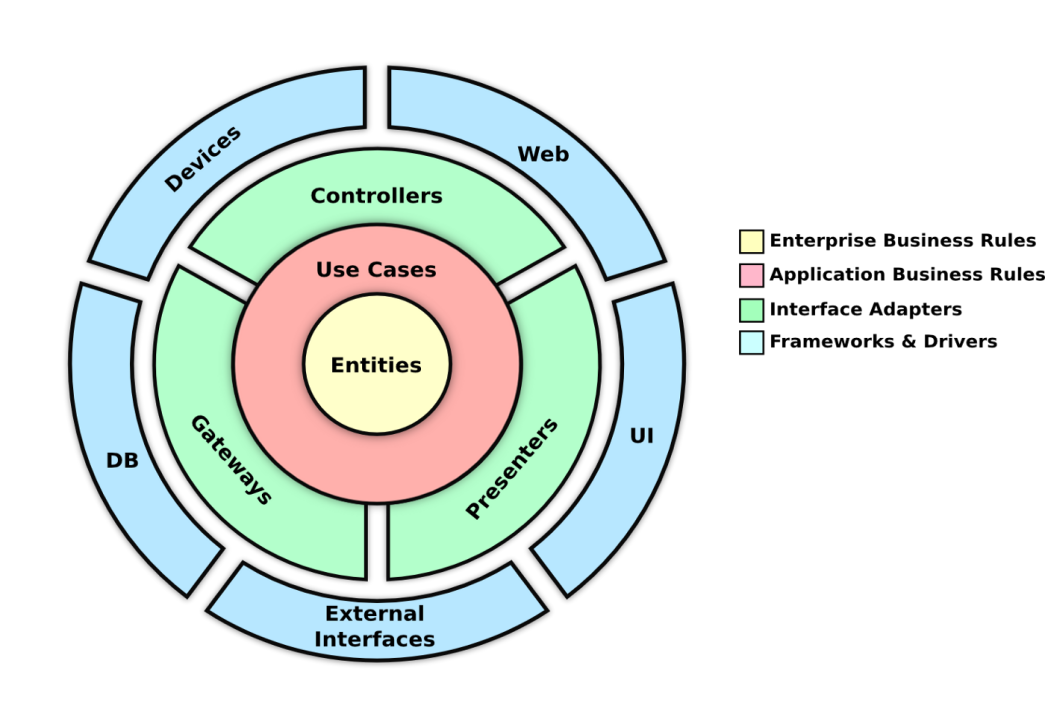 Devices
Web
Controllers
Use Cases
Entities
Gateways
Presenters
DB
UI
External
Interfaces
Enterprise Business Rules
Application Business Rules
Interface Adapters
Frameworks & Drivers